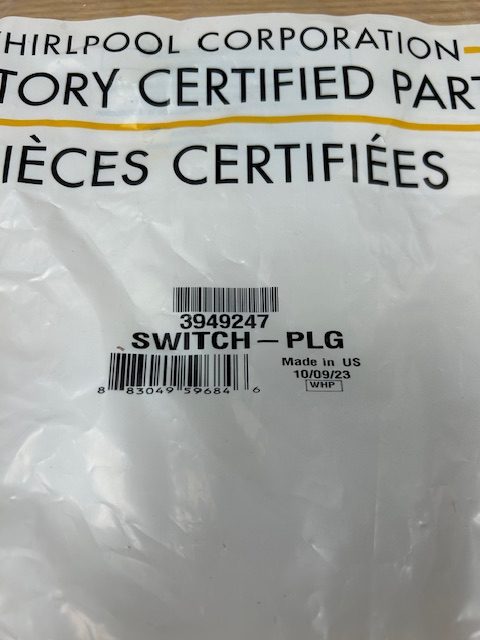 WHIRLPOOL CORPORATION
TORY CERTIFIED PART
IÈCES CERTIFIÉES
3949247
SWITCH-PLG
8 83049 59684 6
Made in US
10/09/23
WHP